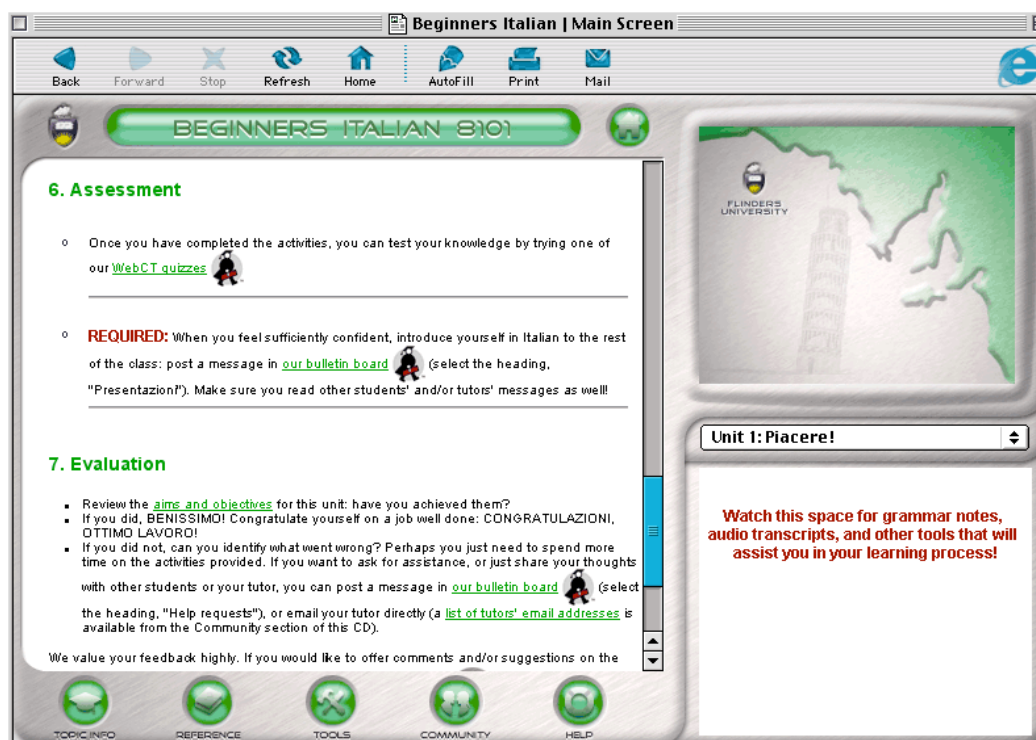 Beginners Italian | Main Screen
Back Forward Stop Refresh Home AutoFill Print Mail
BEGINNERS ITALIAN 8101
6. Assessment
Once you have completed the activities, you can test your knowledge by trying one of
our WebCT quizzes
REQUIRED: When you feel sufficiently confident, introduce yourself in Italian to the rest
of the class: post a message in our bulletin board (select the heading,
"Presentazioni"). Make sure you read other students' and/or tutors' messages as well!
7. Evaluation
Review the aims and objectives for this unit: have you achieved them?
If you did, BENISSIMO! Congratulate yourself on a job well done: CONGRATULAZIONI,
OTTIMO LAVORO!
If you did not, can you identify what went wrong? Perhaps you just need to spend more
time on the activities provided. If you want to ask for assistance, or just share your thoughts
with other students or your tutor, you can post a message in our bulletin board (select
the heading, "Help requests"), or email your tutor directly (a list of tutors' email addresses is
available from the Community section of this CD).
We value your feedback highly. If you would like to offer comments and/or suggestions on the
TOPIC INFO REFERENCE TOOLS COMMUNITY HELP
FLINDERS
UNIVERSITY
Unit 1: Piacere!
Watch this space for grammar notes,
audio transcripts, and other tools that will
assist you in your learning process!